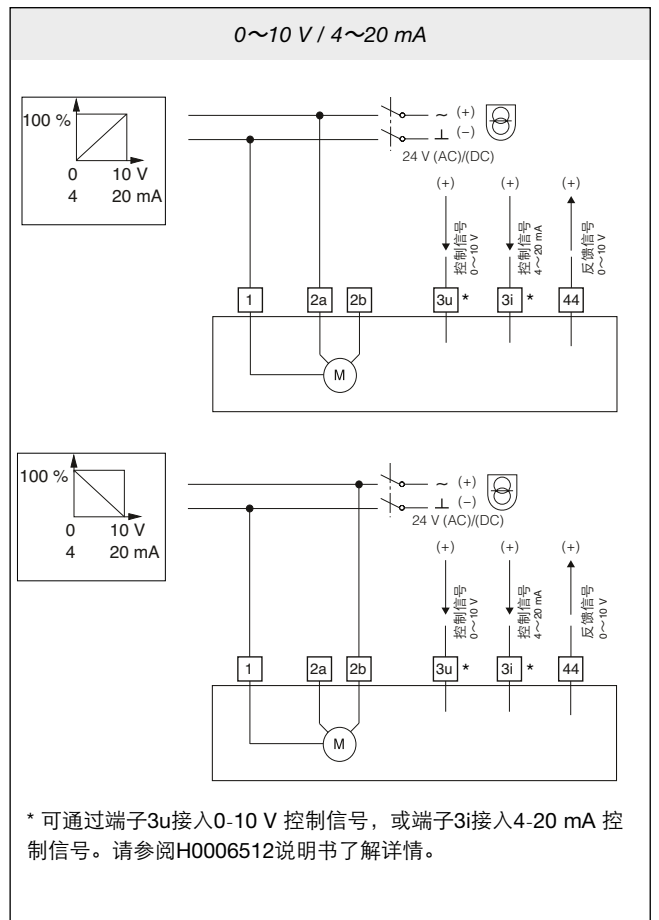 0～10 V / 4～20 mA
100 %
0 10 V
4 20 mA
～ (+)
⊥ (−)
24 V (AC)/(DC)
(+) (+) (+)
控制信号
0～10 V
控制信号
4～20 mA
反馈信号
0～10 V
1 2a 2b 3u * 3i * 44
M
100 %
0 10 V
4 20 mA
～ (+)
⊥ (−)
24 V (AC)/(DC)
(+) (+) (+)
控制信号
0～10 V
控制信号
4～20 mA
反馈信号
0～10 V
1 2a 2b 3u * 3i * 44
M
* 可通过端子3u接入0-10 V 控制信号，或端子3i接入4-20 mA 控
制信号。请参阅H0006512说明书了解详情。